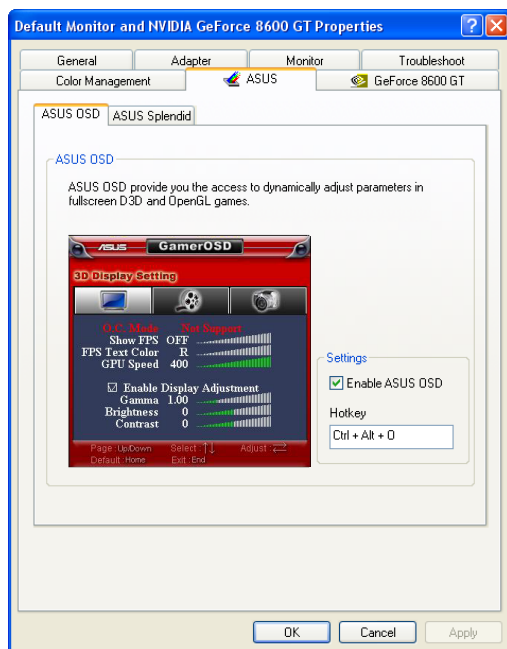 Default Monitor and NVIDIA GeForce 8600 GT Properties
General Adapter Monitor Troubleshoot
Color Management ASUS GeForce 8600 GT
ASUS OSD ASUS Splendid
ASUS OSD
ASUS OSD provide you the access to dynamically adjust parameters in
fullscreen D3D and OpenGL games.
ASUS GamerOSD
3D Display Setting
O.C. Mode Not Support
Show FPS OFF
FPS Text Color R
GPU Speed 400
Enable Display Adjustment
Gamma 1.00
Brightness 0
Contrast 0
Page : Up/Down Select : ↑↓ Adjust : ⇄
Default : Home Exit : End
Settings
Enable ASUS OSD
Hotkey
Ctrl + Alt + O
OK Cancel Apply